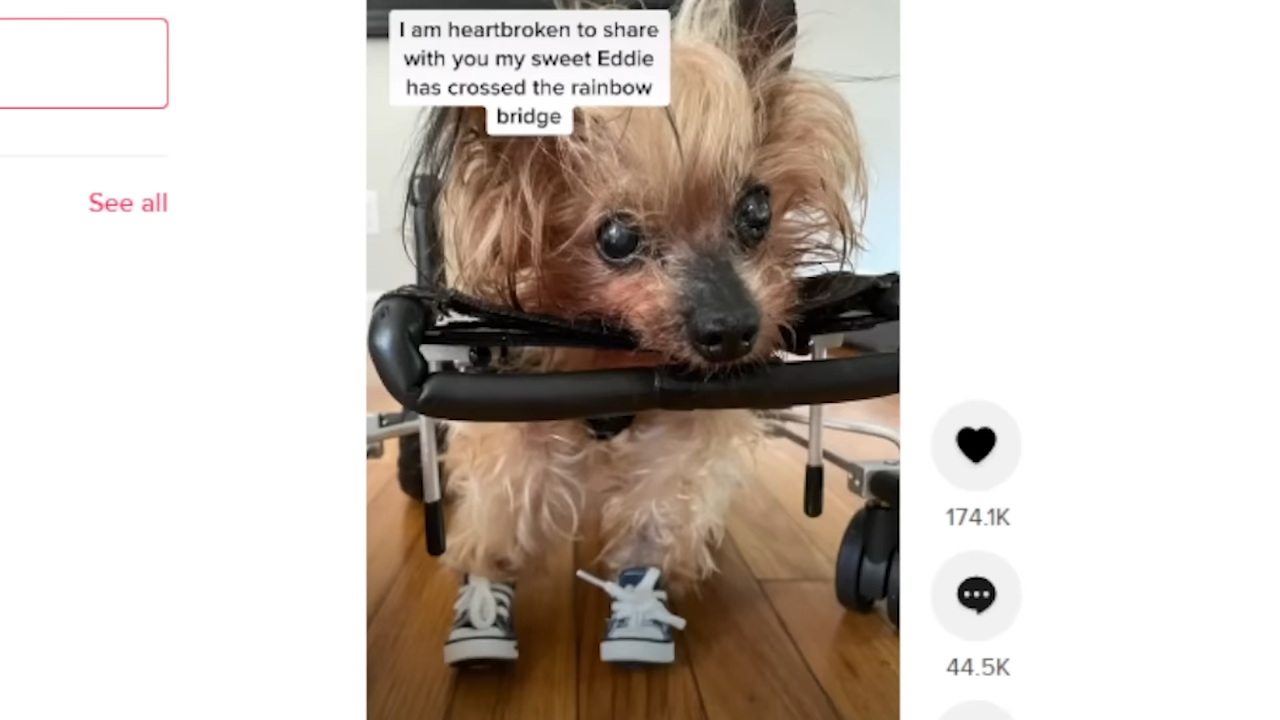 See all
I am heartbroken to share
with you my sweet Eddie
has crossed the rainbow
bridge
174.1K
44.5K